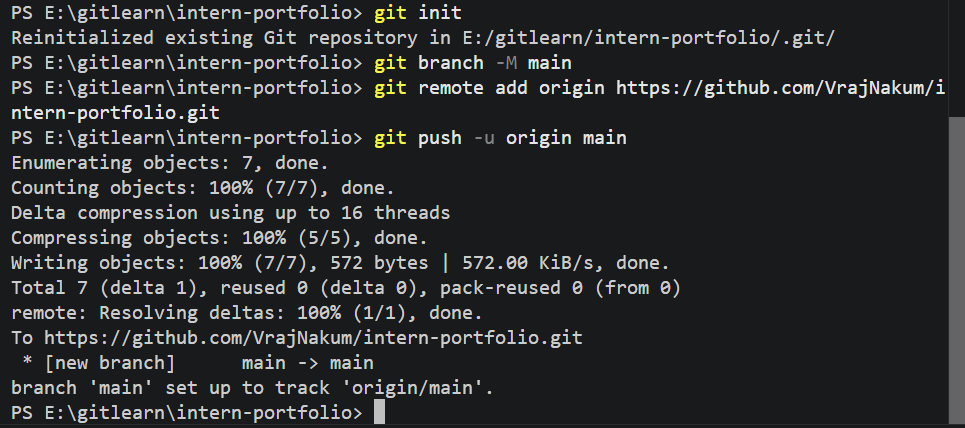 PS E:\gitlearn\intern-portfolio> git init
Reinitialized existing Git repository in E:/gitlearn/intern-portfolio/.git/
PS E:\gitlearn\intern-portfolio> git branch -M main
PS E:\gitlearn\intern-portfolio> git remote add origin https://github.com/VrajNakum/i
ntern-portfolio.git
PS E:\gitlearn\intern-portfolio> git push -u origin main
Enumerating objects: 7, done.
Counting objects: 100% (7/7), done.
Delta compression using up to 16 threads
Compressing objects: 100% (5/5), done.
Writing objects: 100% (7/7), 572 bytes | 572.00 KiB/s, done.
Total 7 (delta 1), reused 0 (delta 0), pack-reused 0 (from 0)
remote: Resolving deltas: 100% (1/1), done.
To https://github.com/VrajNakum/intern-portfolio.git
 * [new branch]      main -> main
branch 'main' set up to track 'origin/main'.
PS E:\gitlearn\intern-portfolio>